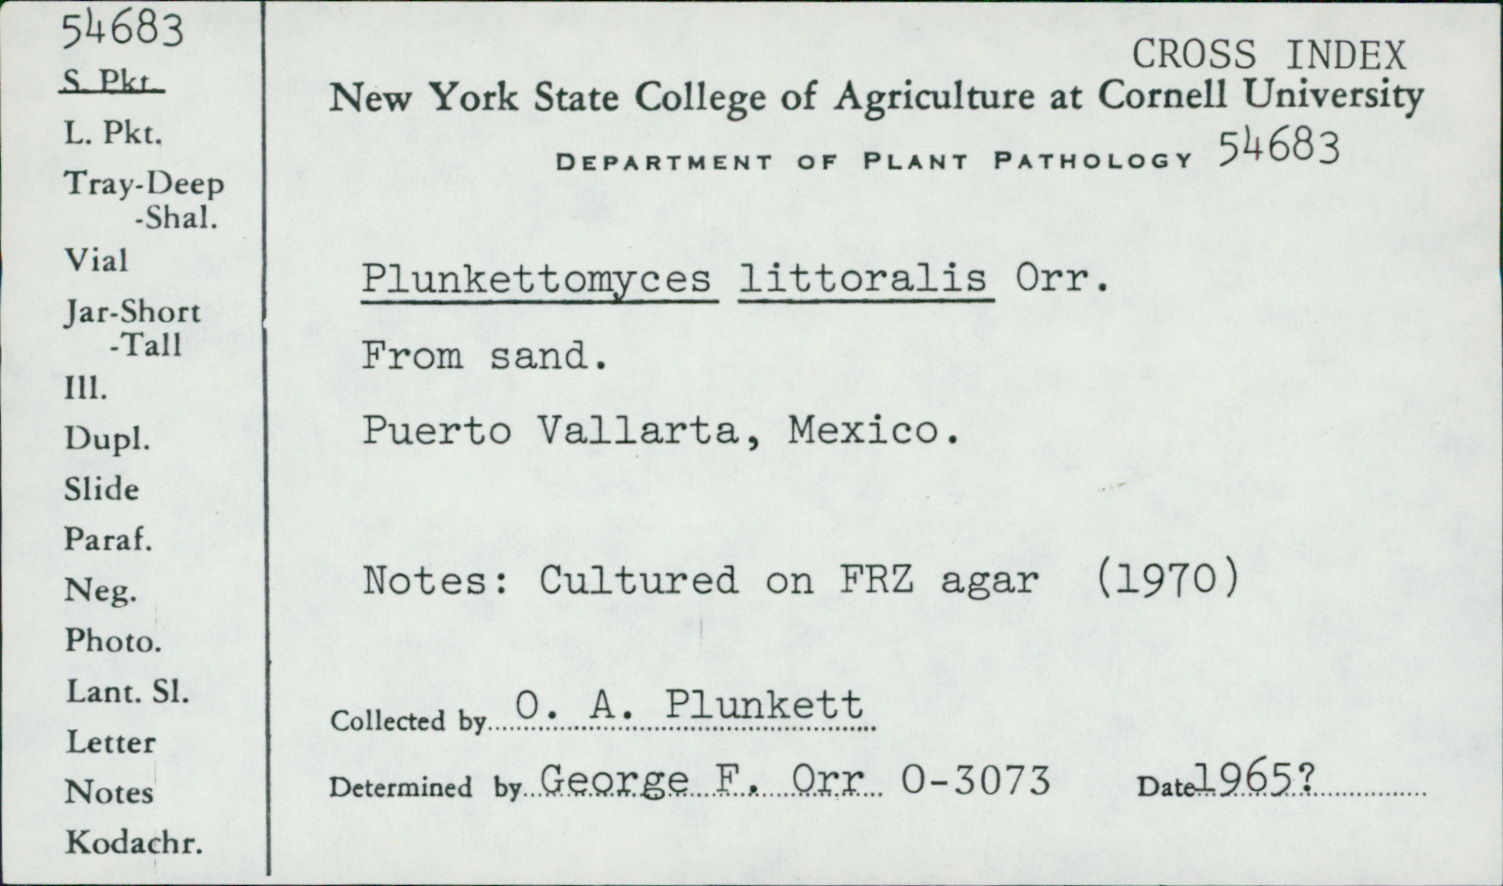 54683
S. Pkt.
L. Pkt.
Tray-Deep
-Shal.
Vial
Jar-Short
-Tall
Ill.
Dupl.
Slide
Paraf.
Neg.
Photo.
Lant. Sl.
Letter
Notes
Kodachr.
CROSS INDEX
New York State College of Agriculture at Cornell University
DEPARTMENT OF PLANT PATHOLOGY 54683
Plunkettomyces littoralis Orr.
From sand.
Puerto Vallarta, Mexico.
Notes: Cultured on FRZ agar (1970)
Collected by O. A. Plunkett
Determined by George F. Orr O-3073 Date 1965?